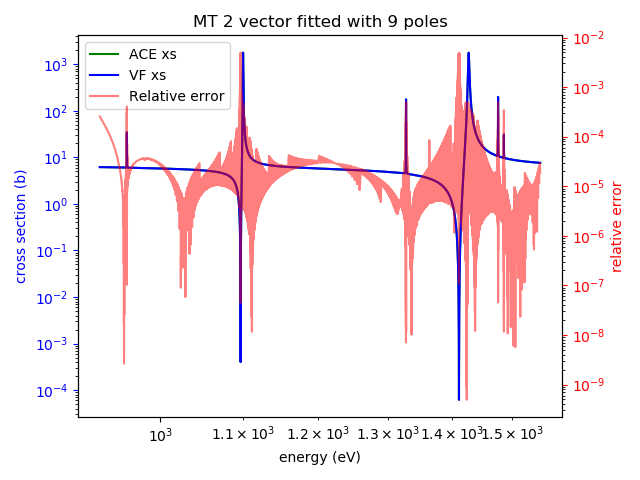 MT 2 vector fitted with 9 poles
ACE xs
VF xs
Relative error
cross section (b)
10³
10²
10¹
10⁰
10⁻¹
10⁻²
10⁻³
10⁻⁴
10⁻²
10⁻³
10⁻⁴
10⁻⁵
10⁻⁶
10⁻⁷
10⁻⁸
10⁻⁹
relative error
10³ 1.1 × 10³ 1.2 × 10³ 1.3 × 10³ 1.4 × 10³ 1.5 × 10³
energy (eV)